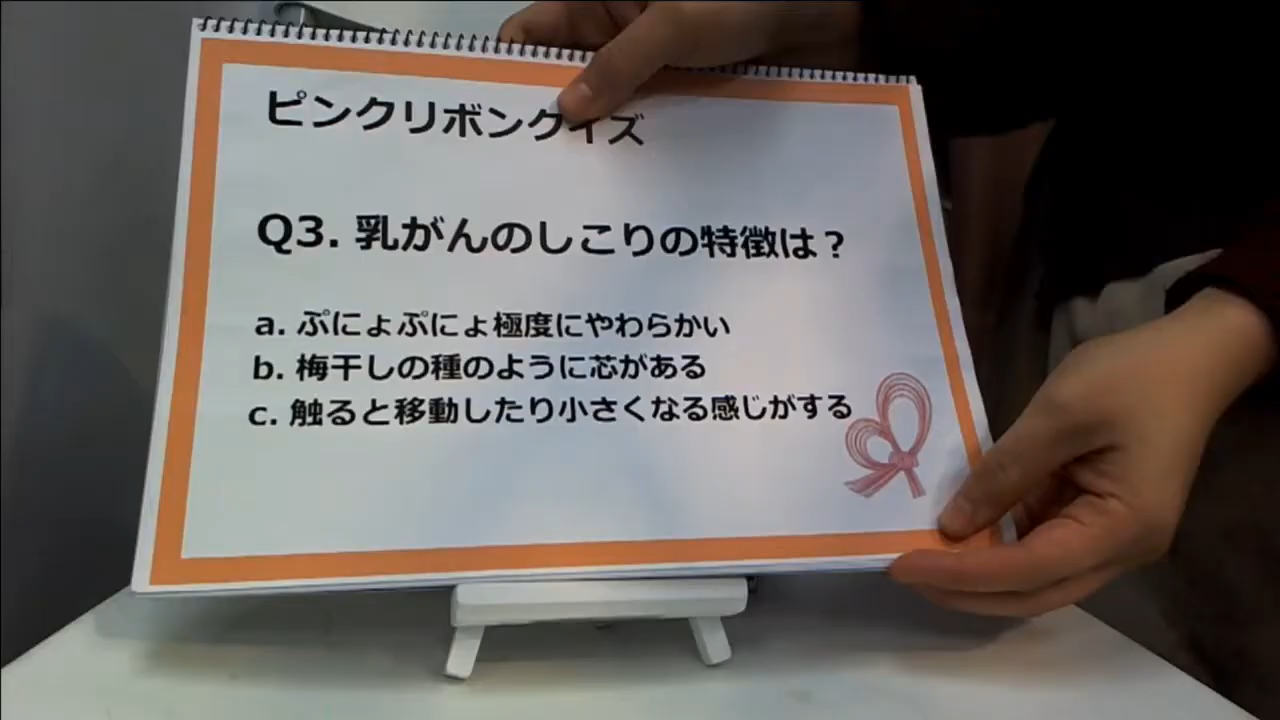 ピンクリボンクイズ
Q3. 乳がんのしこりの特徴は?
a. ぷにょぷにょ極度にやわらかい
b. 梅干しの種のように芯がある
c. 触ると移動したり小さくなる感じがする